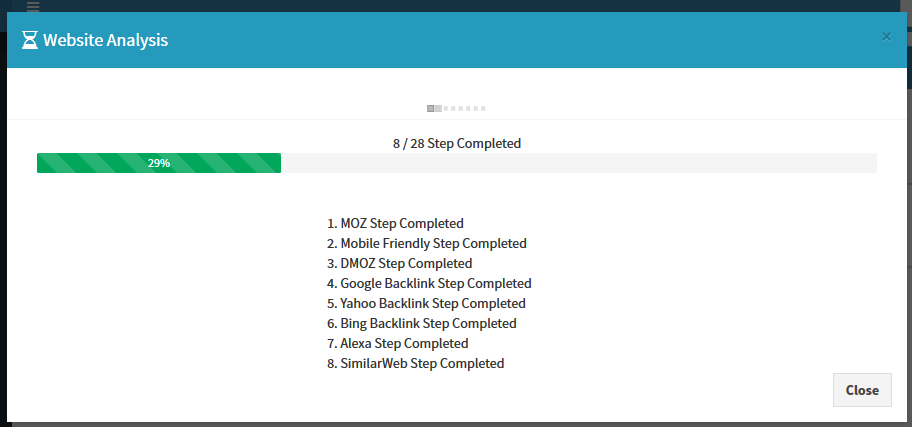 Website Analysis
×
8 / 28 Step Completed
29%
1. MOZ Step Completed
2. Mobile Friendly Step Completed
3. DMOZ Step Completed
4. Google Backlink Step Completed
5. Yahoo Backlink Step Completed
6. Bing Backlink Step Completed
7. Alexa Step Completed
8. SimilarWeb Step Completed
Close